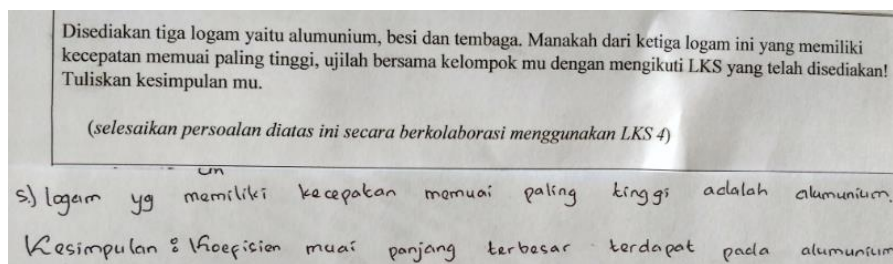 Disediakan tiga logam yaitu alumunium, besi dan tembaga. Manakah dari ketiga logam ini yang memiliki
kecepatan memuai paling tinggi, ujilah bersama kelompok mu dengan mengikuti LKS yang telah disediakan!
Tuliskan kesimpulan mu.
(selesaikan persoalan diatas ini secara berkolaborasi menggunakan LKS 4)
5.) logam yg memiliki kecepatan memuai paling tinggi adalah alumunium.
Kesimpulan : Koefisien muai panjang terbesar terdapat pada alumunium